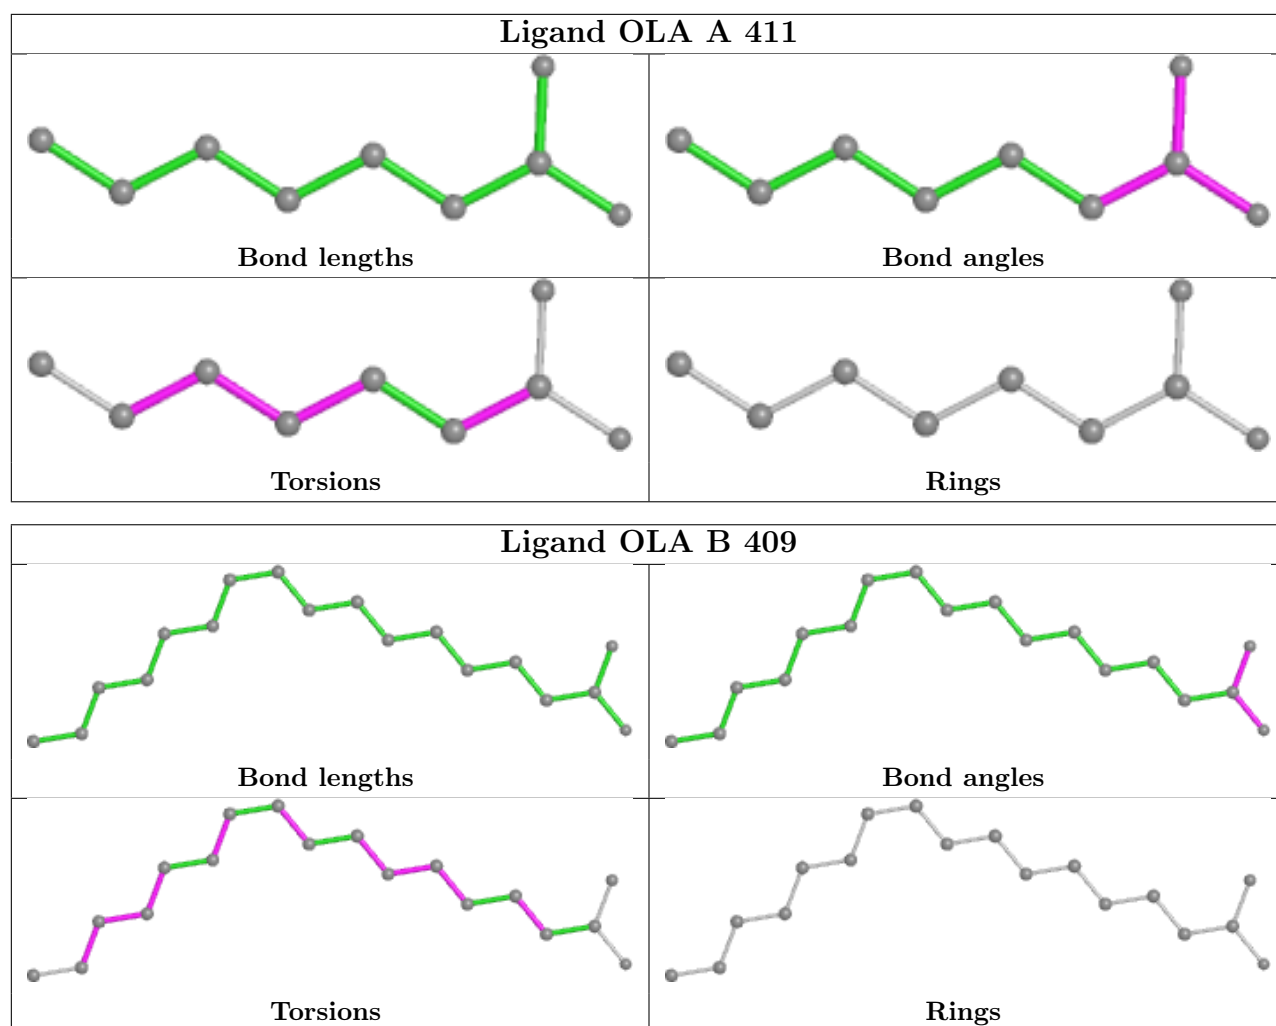 Ligand OLA A 411
Bond lengths
Bond angles
Torsions
Rings
Ligand OLA B 409
Bond lengths
Bond angles
Torsions
Rings